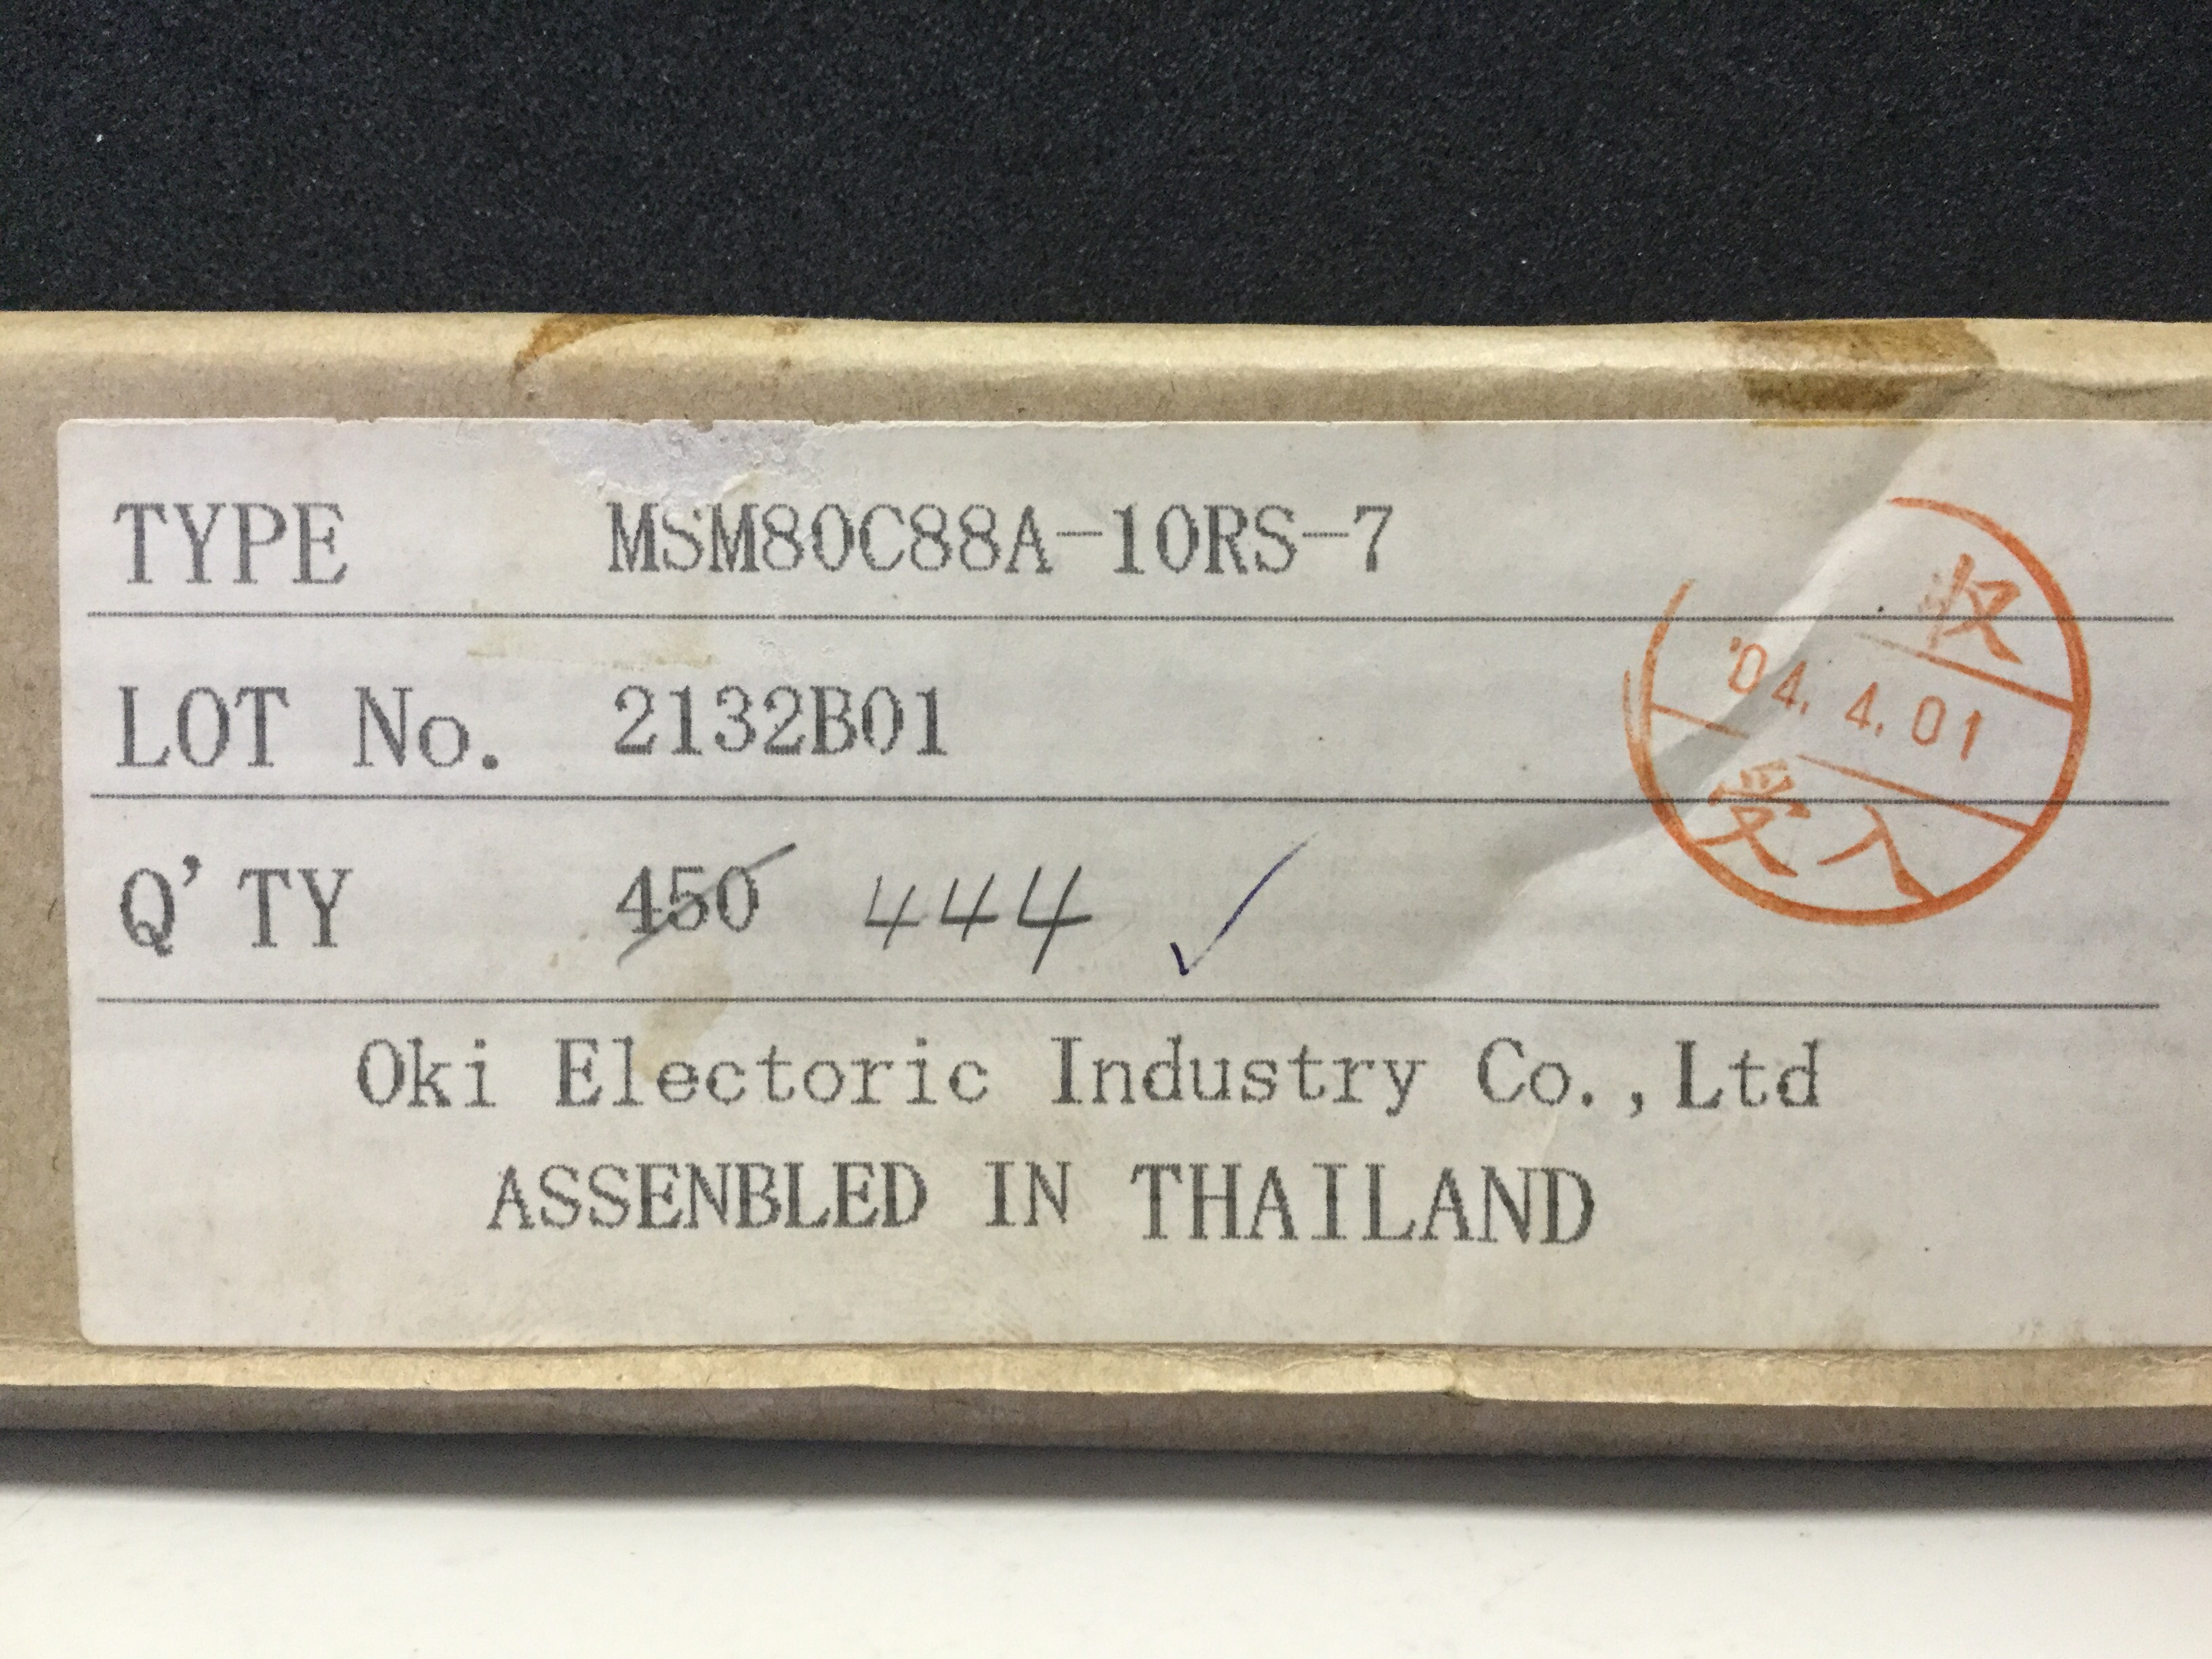 TYPE MSM80C88A-10RS-7
LOT No. 2132B01
Q'TY 450 444 ✓
Oki Electoric Industry Co.,Ltd
ASSENBLED IN THAILAND
'04.4.01
受入